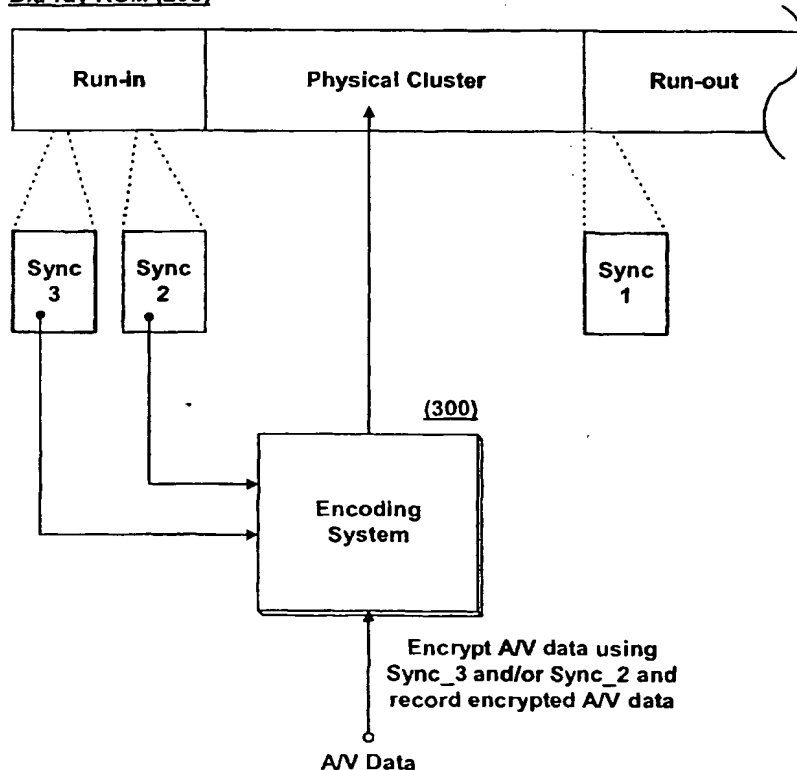 Run-in
Physical Cluster
Run-out
Sync
3
Sync
2
Sync
1
(300)
Encoding
System
Encrypt A/V data using
Sync_3 and/or Sync_2 and
record encrypted A/V data
A/V Data